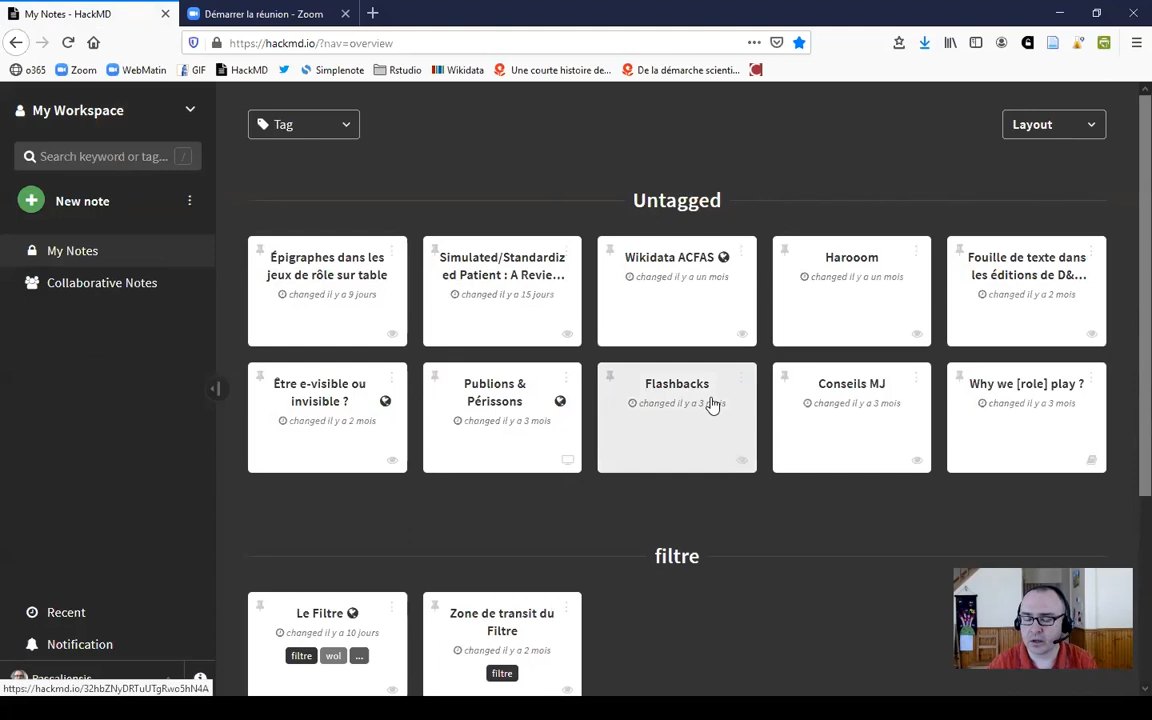 My Notes - HackMD
Démarrer la réunion - Zoom
https://hackmd.io/?nav=overview
o365
Zoom
WebMatin
GIF
HackMD
Simplenote
Rstudio
Wikidata
Une courte histoire de...
De la démarche scienti...
My Workspace
Tag
Layout
Search keyword or tag... /
New note
Untagged
My Notes
Collaborative Notes
Épigraphes dans les
jeux de rôle sur table
changed il y a 9 jours
Simulated/Standardiz
ed Patient : A Revie...
changed il y a 15 jours
Wikidata ACFAS
changed il y a un mois
Harooom
changed il y a un mois
Fouille de texte dans
les éditions de D&...
changed il y a 2 mois
Être e-visible ou
invisible ?
changed il y a 2 mois
Publions &
Périssons
changed il y a 3 mois
Flashbacks
changed il y a 3 mois
Conseils MJ
changed il y a 3 mois
Why we [role] play ?
changed il y a 3 mois
filtre
Le Filtre
changed il y a 10 jours
filtre wol ...
Zone de transit du
Filtre
changed il y a 2 mois
filtre
Recent
Notification